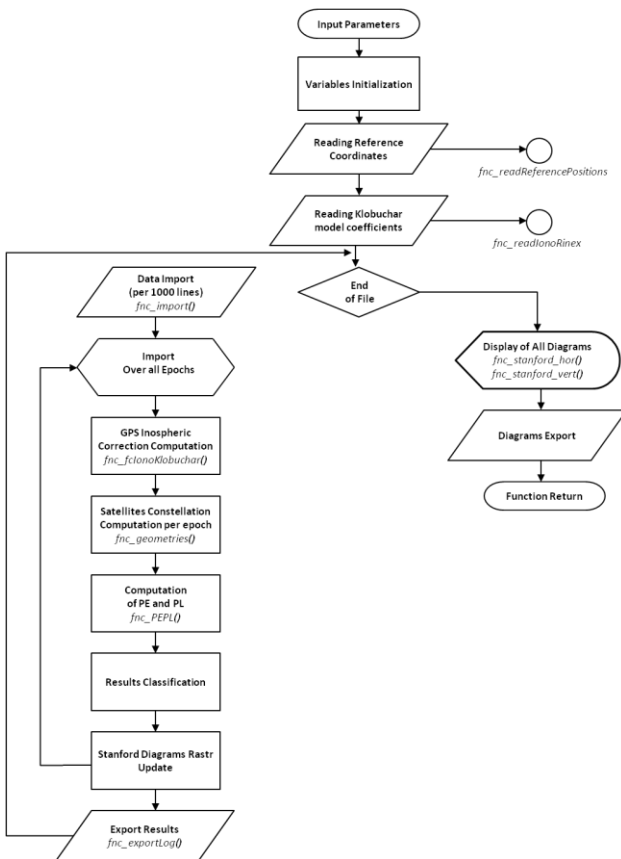 Input Parameters
Variables Initialization
Reading Reference
Coordinates
fnc_readReferencePositions
Reading Klobuchar
model coefficients
fnc_readIonoRinex
End
of File
Data Import
(per 1000 lines)
fnc_import()
Import
Over all Epochs
GPS Inospheric
Correction Computation
fnc_fcIonoKlobuchar()
Satellites Constellation
Computation per epoch
fnc_geometries()
Computation
of PE and PL
fnc_PEPL()
Results Classification
Stanford Diagrams Rastr
Update
Export Results
fnc_exportLog()
Display of All Diagrams
fnc_stanford_hor()
fnc_stanford_vert()
Diagrams Export
Function Return